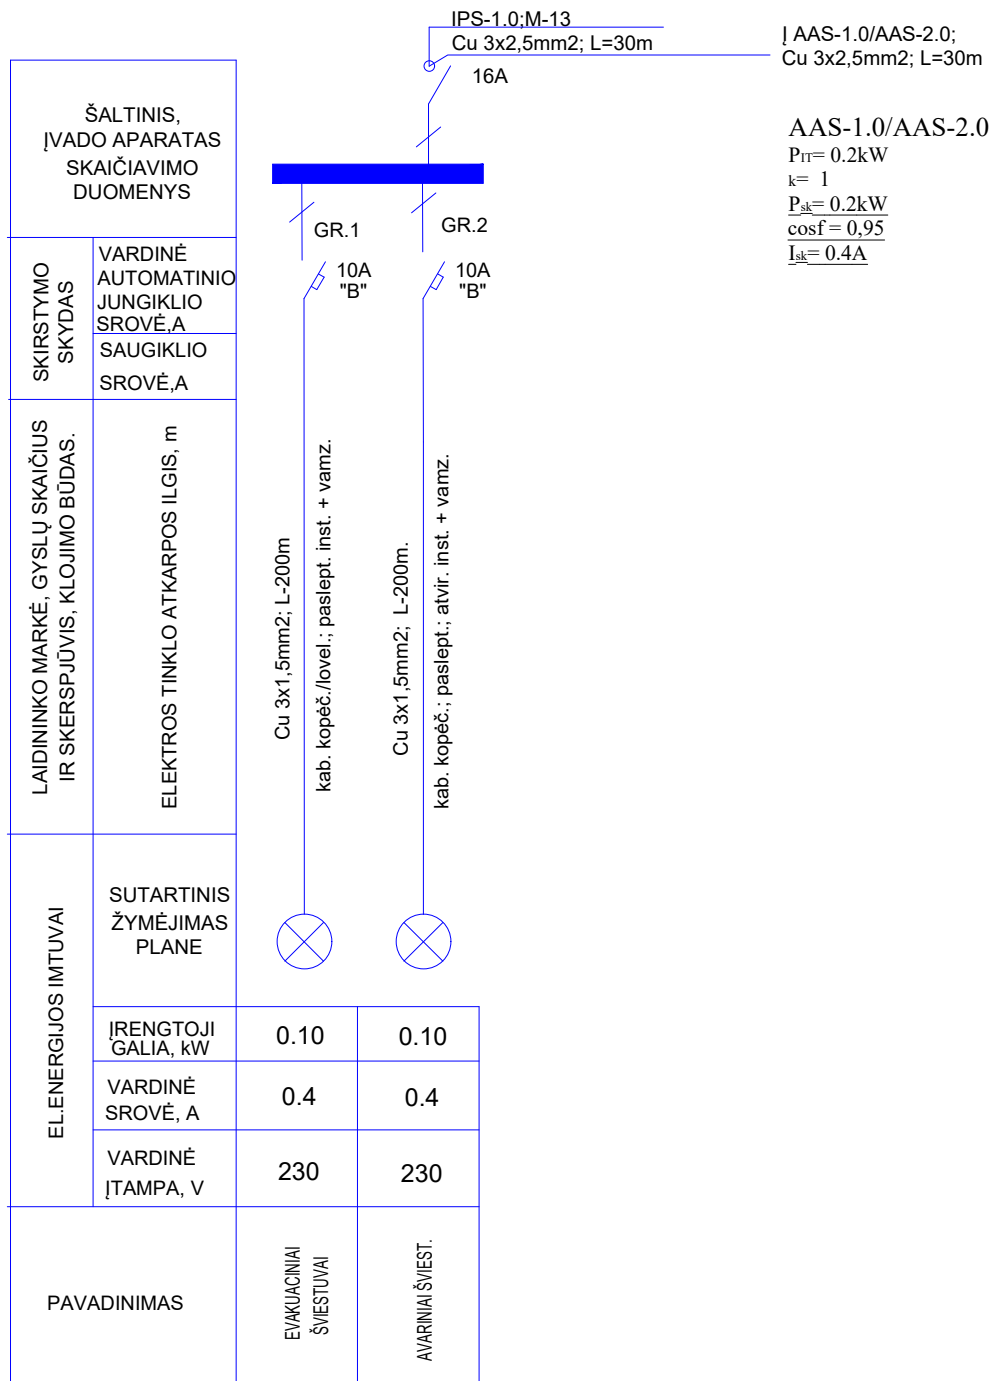 IPS-1.0;M-13
Cu 3x2,5mm2; L=30m
Į AAS-1.0/AAS-2.0;
Cu 3x2,5mm2; L=30m
16A
AAS-1.0/AAS-2.0
PIT= 0.2kW
k= 1
Psk= 0.2kW
cosf = 0,95
Isk= 0.4A
ŠALTINIS,
ĮVADO APARATAS
SKAIČIAVIMO
DUOMENYS
GR.1
GR.2
SKIRSTYMO
SKYDAS
VARDINĖ
AUTOMATINIO
JUNGIKLIO
SROVĖ,A
10A
"B"
10A
"B"
SAUGIKLIO
SROVĖ,A
LAIDININKO MARKĖ, GYSLŲ SKAIČIUS
IR SKERSPJŪVIS, KLOJIMO BŪDAS.
ELEKTROS TINKLO ATKARPOS ILGIS, m
Cu 3x1,5mm2; L-200m
kab. kopėč./lovel.; paslept. inst. + vamz.
Cu 3x1,5mm2; L-200m.
kab. kopėč.; paslept.; atvir. inst. + vamz.
EL.ENERGIJOS IMTUVAI
SUTARTINIS
ŽYMĖJIMAS
PLANE
ĮRENGTOJI
GALIA, kW
0.10
0.10
VARDINĖ
SROVĖ, A
0.4
0.4
VARDINĖ
ĮTAMPA, V
230
230
PAVADINIMAS
EVAKUACINIAI
ŠVIESTUVAI
AVARINIAI ŠVIEST.